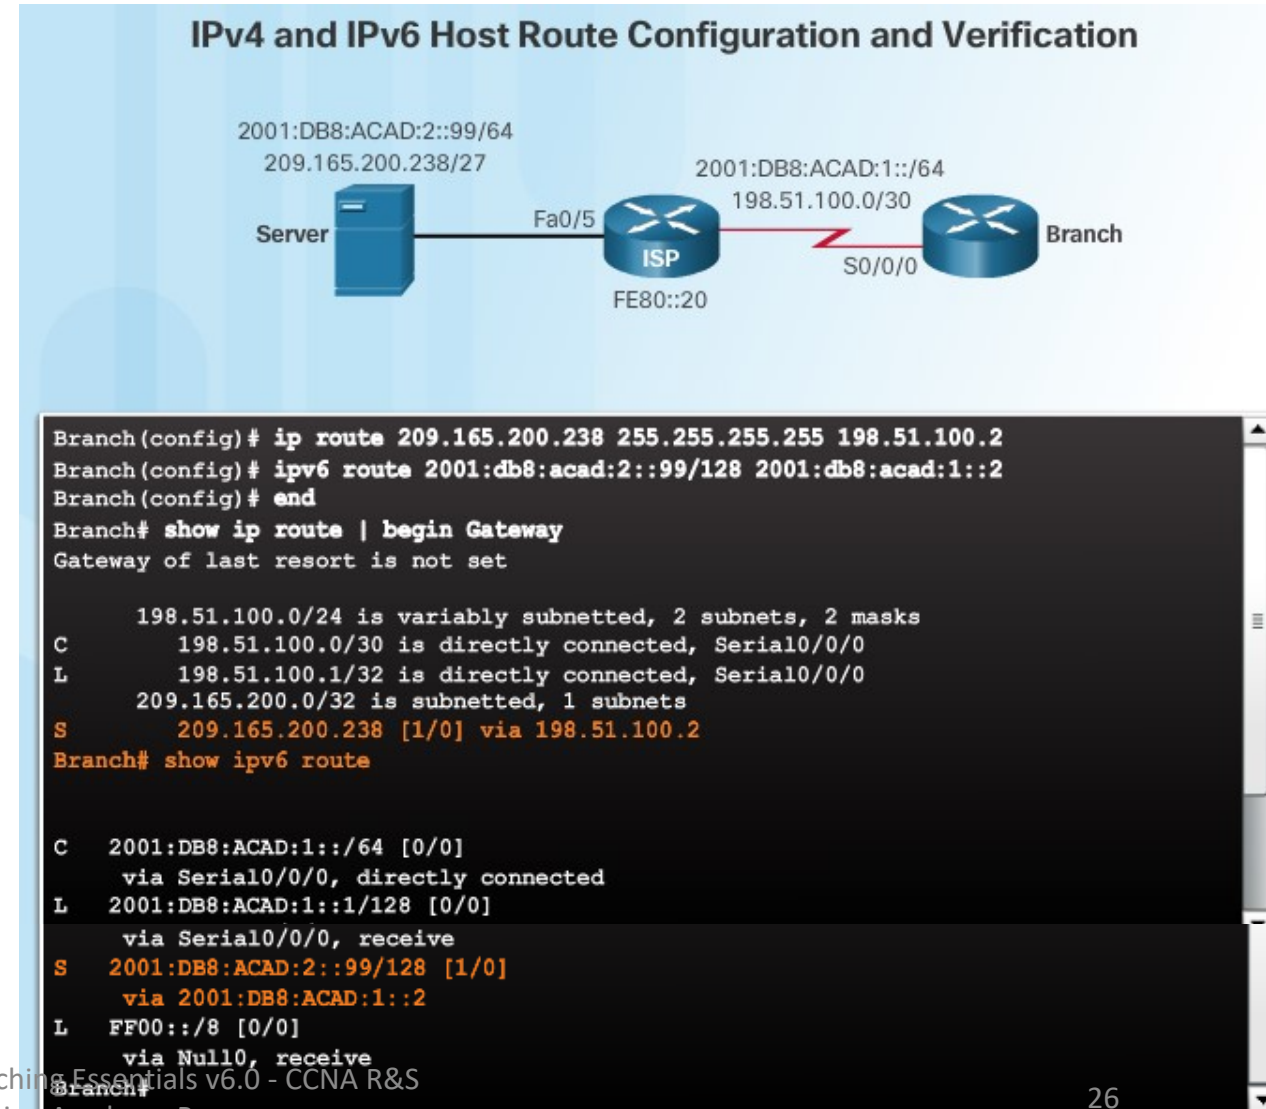 IPv4 and IPv6 Host Route Configuration and Verification
2001:DB8:ACAD:2::99/64
209.165.200.238/27
2001:DB8:ACAD:1::/64
198.51.100.0/30
Server
Fa0/5
ISP
S0/0/0
Branch
FE80::20
Branch(config)# ip route 209.165.200.238 255.255.255.255 198.51.100.2
Branch(config)# ipv6 route 2001:db8:acad:2::99/128 2001:db8:acad:1::2
Branch(config)# end
Branch# show ip route | begin Gateway
Gateway of last resort is not set
198.51.100.0/24 is variably subnetted, 2 subnets, 2 masks
C 198.51.100.0/30 is directly connected, Serial0/0/0
L 198.51.100.1/32 is directly connected, Serial0/0/0
209.165.200.0/32 is subnetted, 1 subnets
S 209.165.200.238 [1/0] via 198.51.100.2
Branch# show ipv6 route
C 2001:DB8:ACAD:1::/64 [0/0]
via Serial0/0/0, directly connected
L 2001:DB8:ACAD:1::1/128 [0/0]
via Serial0/0/0, receive
S 2001:DB8:ACAD:2::99/128 [1/0]
via 2001:DB8:ACAD:1::2
L FF00::/8 [0/0]
via Null0, receive
Branch#
ching Essentials v6.0 - CCNA R&S
26